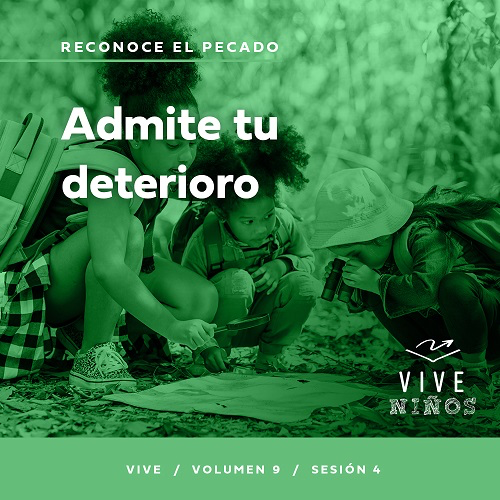 RECONOCE EL PECADO
Admite tu
deterioro
VIVE
NIÑOS
VIVE / VOLUMEN 9 / SESIÓN 4